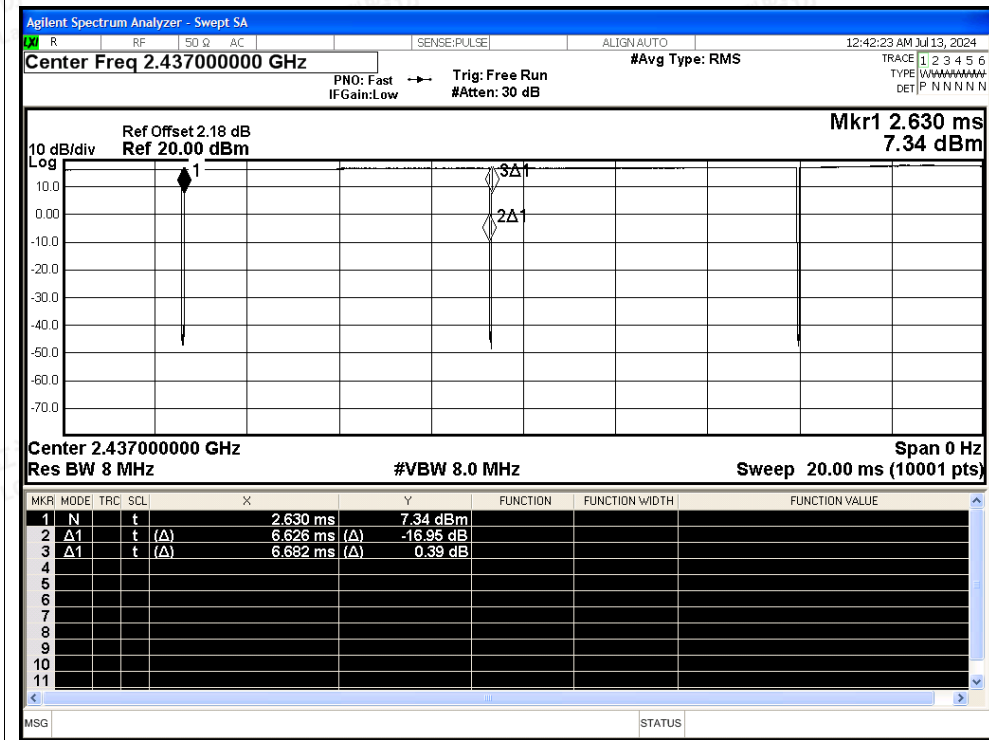 Agilent Spectrum Analyzer - Swept SA
LXI R RF 50 Ω AC SENSE:PULSE ALIGN AUTO 12:42:23 AM Jul 13, 2024
Center Freq 2.437000000 GHz #Avg Type: RMS TRACE 1 2 3 4 5 6
PNO: Fast Trig: Free Run TYPE WWWWWW
IFGain:Low #Atten: 30 dB DET P N N N N N
Mkr1 2.630 ms
Ref Offset 2.18 dB
10 dB/div Ref 20.00 dBm 7.34 dBm
Log
1 3Δ1
10.0
0.00
2Δ1
-10.0
-20.0
-30.0
-40.0
-50.0
-60.0
-70.0
Center 2.437000000 GHz Span 0 Hz
Res BW 8 MHz #VBW 8.0 MHz Sweep 20.00 ms (10001 pts)
MKR MODE TRC SCL X Y FUNCTION FUNCTION WIDTH FUNCTION VALUE
1 N t 2.630 ms 7.34 dBm
2 Δ1 t (Δ) 6.626 ms (Δ) -16.95 dB
3 Δ1 t (Δ) 6.682 ms (Δ) 0.39 dB
4
5
6
7
8
9
10
11
MSG STATUS